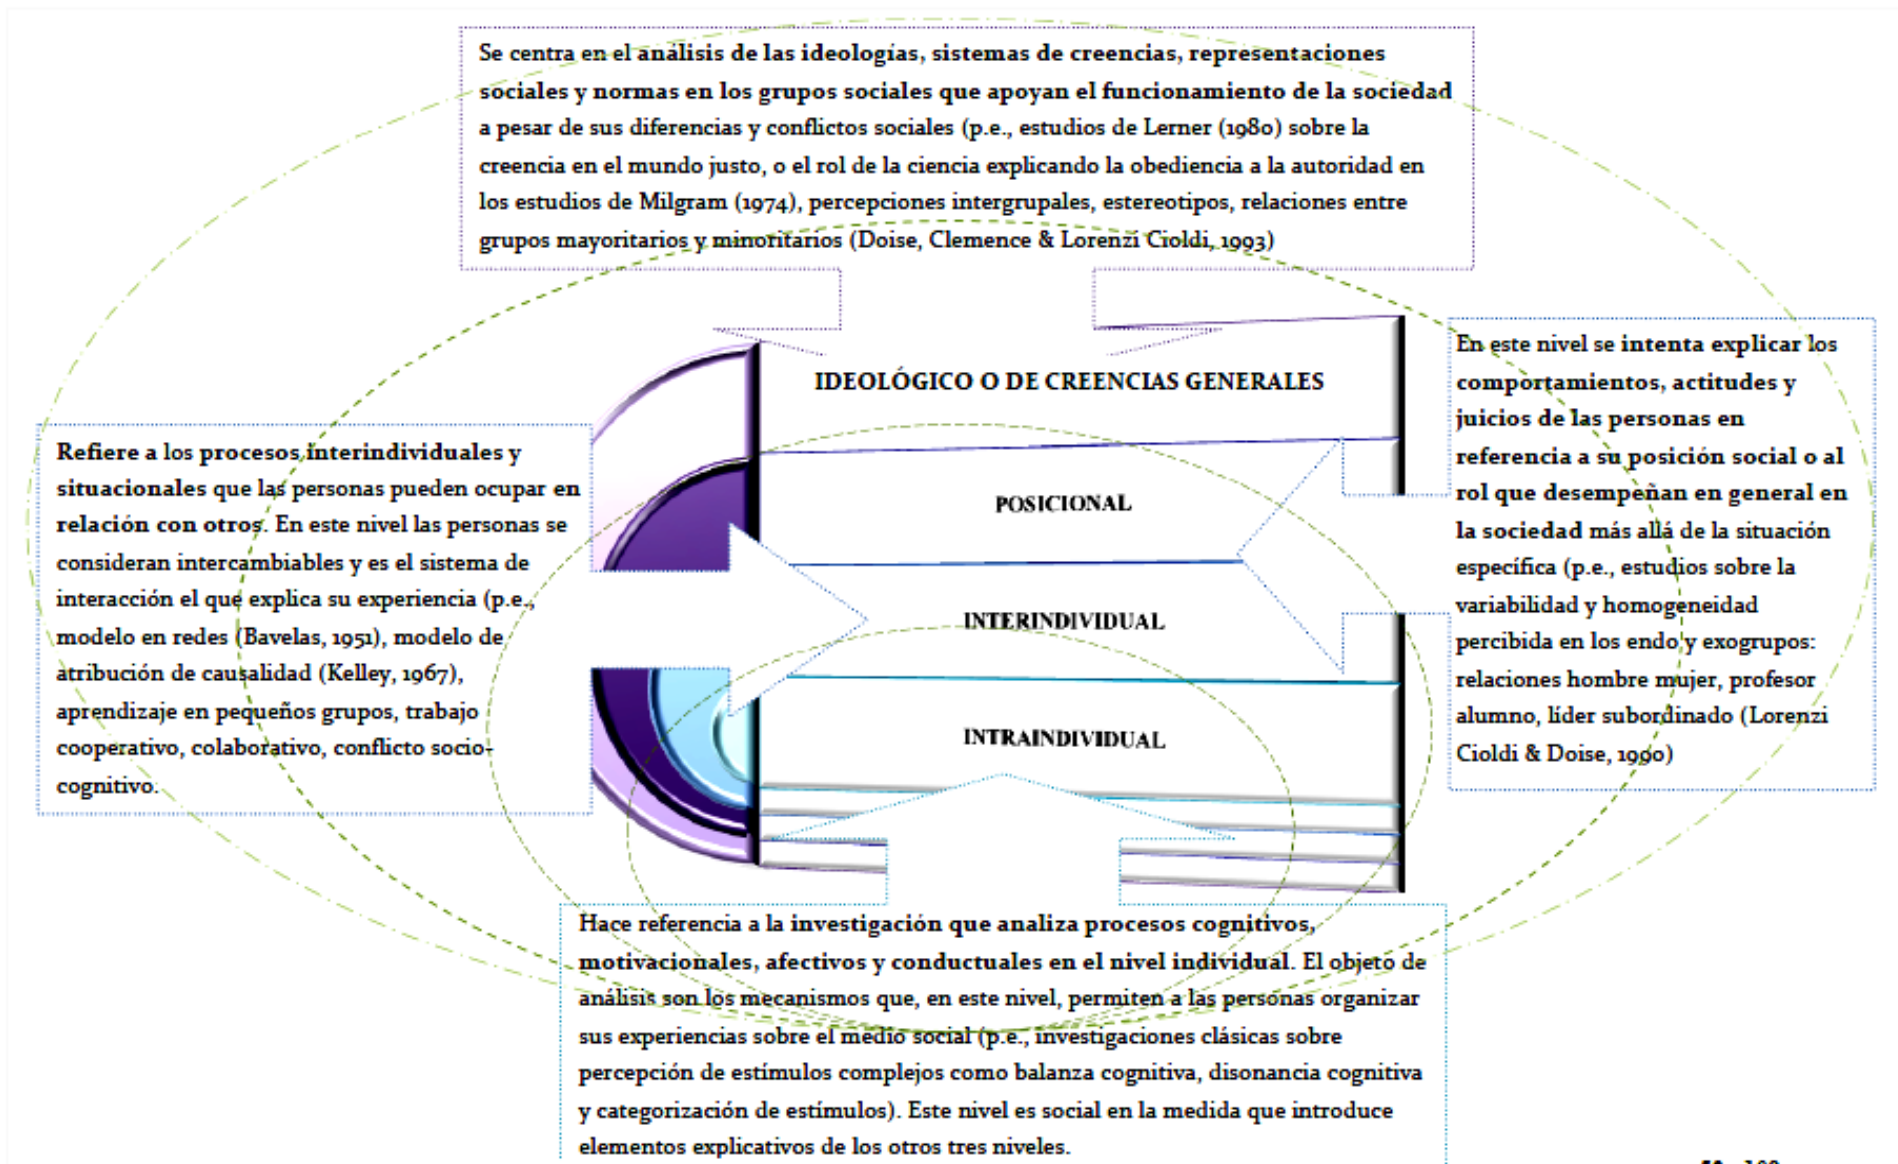 Se centra en el análisis de las ideologías, sistemas de creencias, representaciones
sociales y normas en los grupos sociales que apoyan el funcionamiento de la sociedad
a pesar de sus diferencias y conflictos sociales (p.e., estudios de Lerner (1980) sobre la
creencia en el mundo justo, o el rol de la ciencia explicando la obediencia a la autoridad en
los estudios de Milgram (1974), percepciones intergrupales, estereotipos, relaciones entre
grupos mayoritarios y minoritarios (Doise, Clemence & Lorenzi Cioldi, 1993)
IDEOLÓGICO O DE CREENCIAS GENERALES
POSICIONAL
INTERINDIVIDUAL
INTRAINDIVIDUAL
Refiere a los procesos interindividuales y
situacionales que las personas pueden ocupar en
relación con otros. En este nivel las personas se
consideran intercambiables y es el sistema de
interacción el que explica su experiencia (p.e.,
modelo en redes (Bavelas, 1951), modelo de
atribución de causalidad (Kelley, 1967),
aprendizaje en pequeños grupos, trabajo
cooperativo, colaborativo, conflicto socio-
cognitivo.
En este nivel se intenta explicar los
comportamientos, actitudes y
juicios de las personas en
referencia a su posición social o al
rol que desempeñan en general en
la sociedad más allá de la situación
específica (p.e., estudios sobre la
variabilidad y homogeneidad
percibida en los endo y exogrupos:
relaciones hombre mujer, profesor
alumno, líder subordinado (Lorenzi
Cioldi & Doise, 1990)
Hace referencia a la investigación que analiza procesos cognitivos,
motivacionales, afectivos y conductuales en el nivel individual. El objeto de
análisis son los mecanismos que, en este nivel, permiten a las personas organizar
sus experiencias sobre el medio social (p.e., investigaciones clásicas sobre
percepción de estímulos complejos como balanza cognitiva, disonancia cognitiva
y categorización de estímulos). Este nivel es social en la medida que introduce
elementos explicativos de los otros tres niveles.